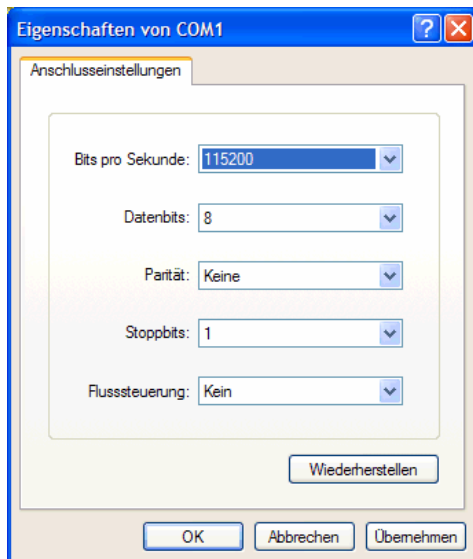 Eigenschaften von COM1
Anschlusseinstellungen
Bits pro Sekunde: 115200
Datenbits: 8
Parität: Keine
Stoppbits: 1
Flusssteuerung: Kein
Wiederherstellen
OK Abbrechen Übernehmen